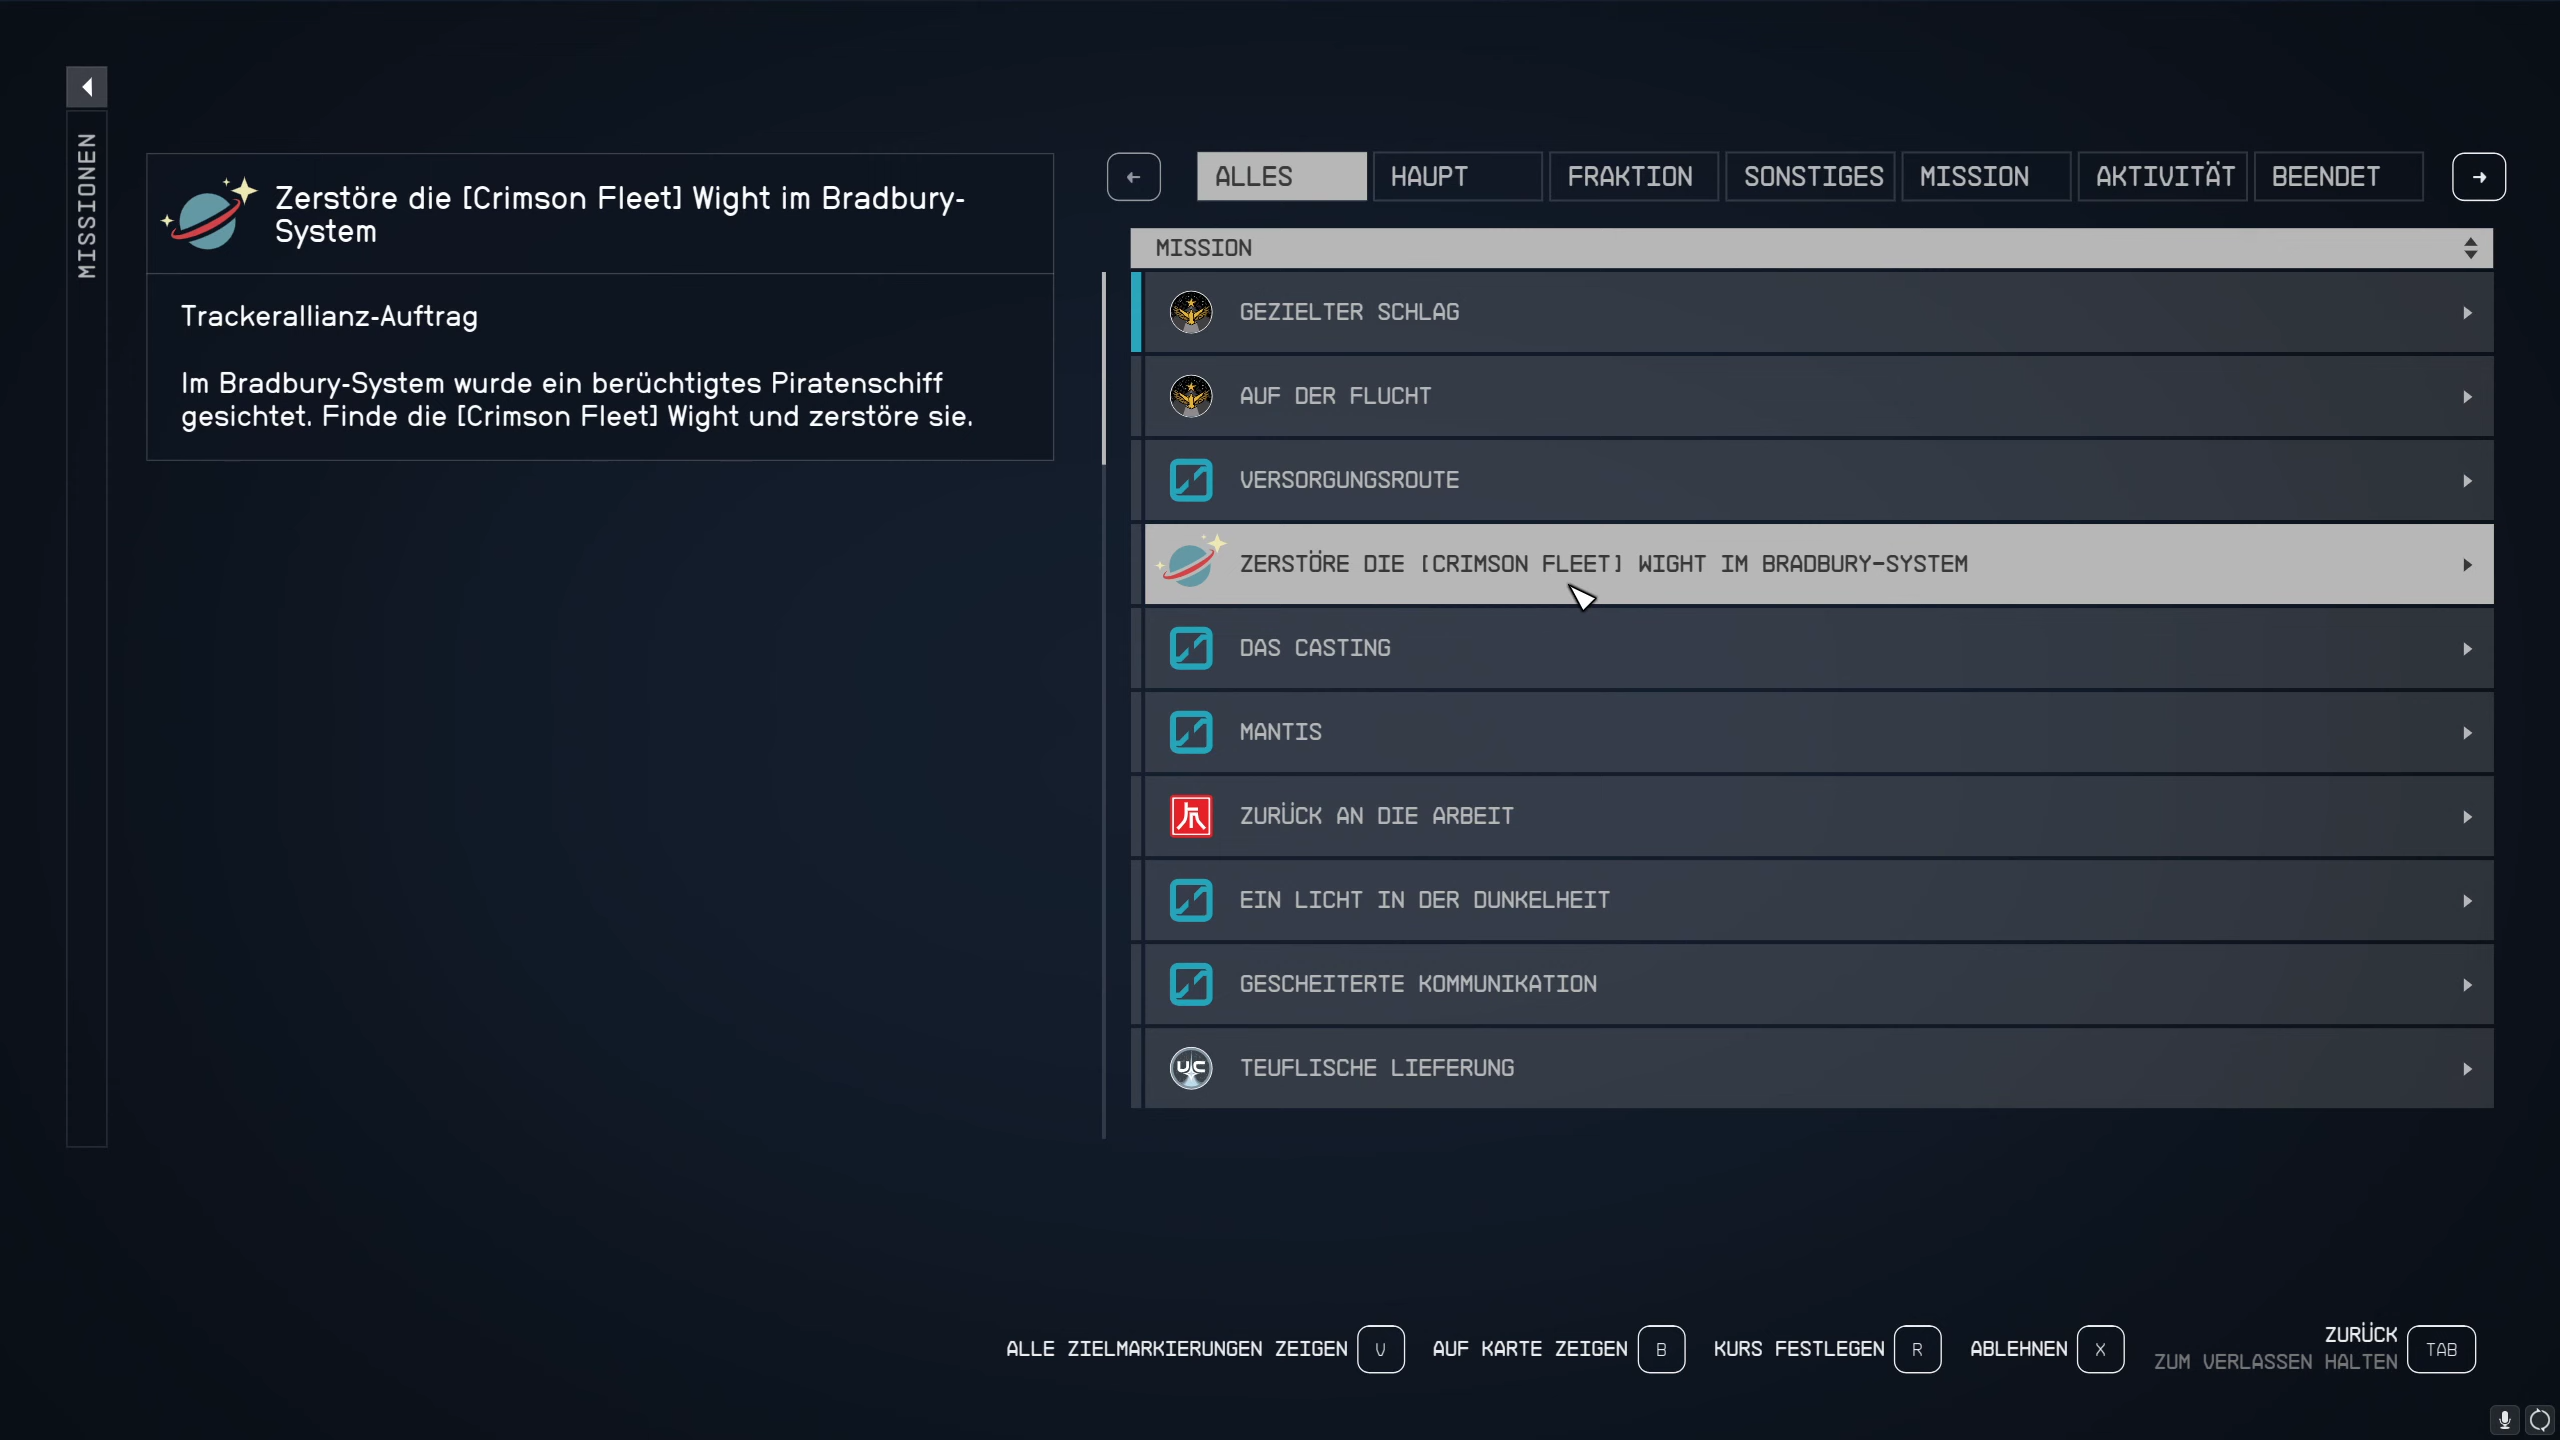 MISSIONEN
Zerstöre die [Crimson Fleet] Wight im Bradbury-
System
Trackerallianz-Auftrag
Im Bradbury-System wurde ein berüchtigtes Piratenschiff
gesichtet. Finde die [Crimson Fleet] Wight und zerstöre sie.
ALLES HAUPT FRAKTION SONSTIGES MISSION AKTIVITÄT BEENDET
MISSION
GEZIELTER SCHLAG
AUF DER FLUCHT
VERSORGUNGSROUTE
ZERSTÖRE DIE [CRIMSON FLEET] WIGHT IM BRADBURY-SYSTEM
DAS CASTING
MANTIS
ZURÜCK AN DIE ARBEIT
EIN LICHT IN DER DUNKELHEIT
GESCHEITERTE KOMMUNIKATION
UC TEUFLISCHE LIEFERUNG
ALLE ZIELMARKIERUNGEN ZEIGEN V AUF KARTE ZEIGEN B KURS FESTLEGEN R ABLEHNEN X ZURÜCK TAB
ZUM VERLASSEN HALTEN